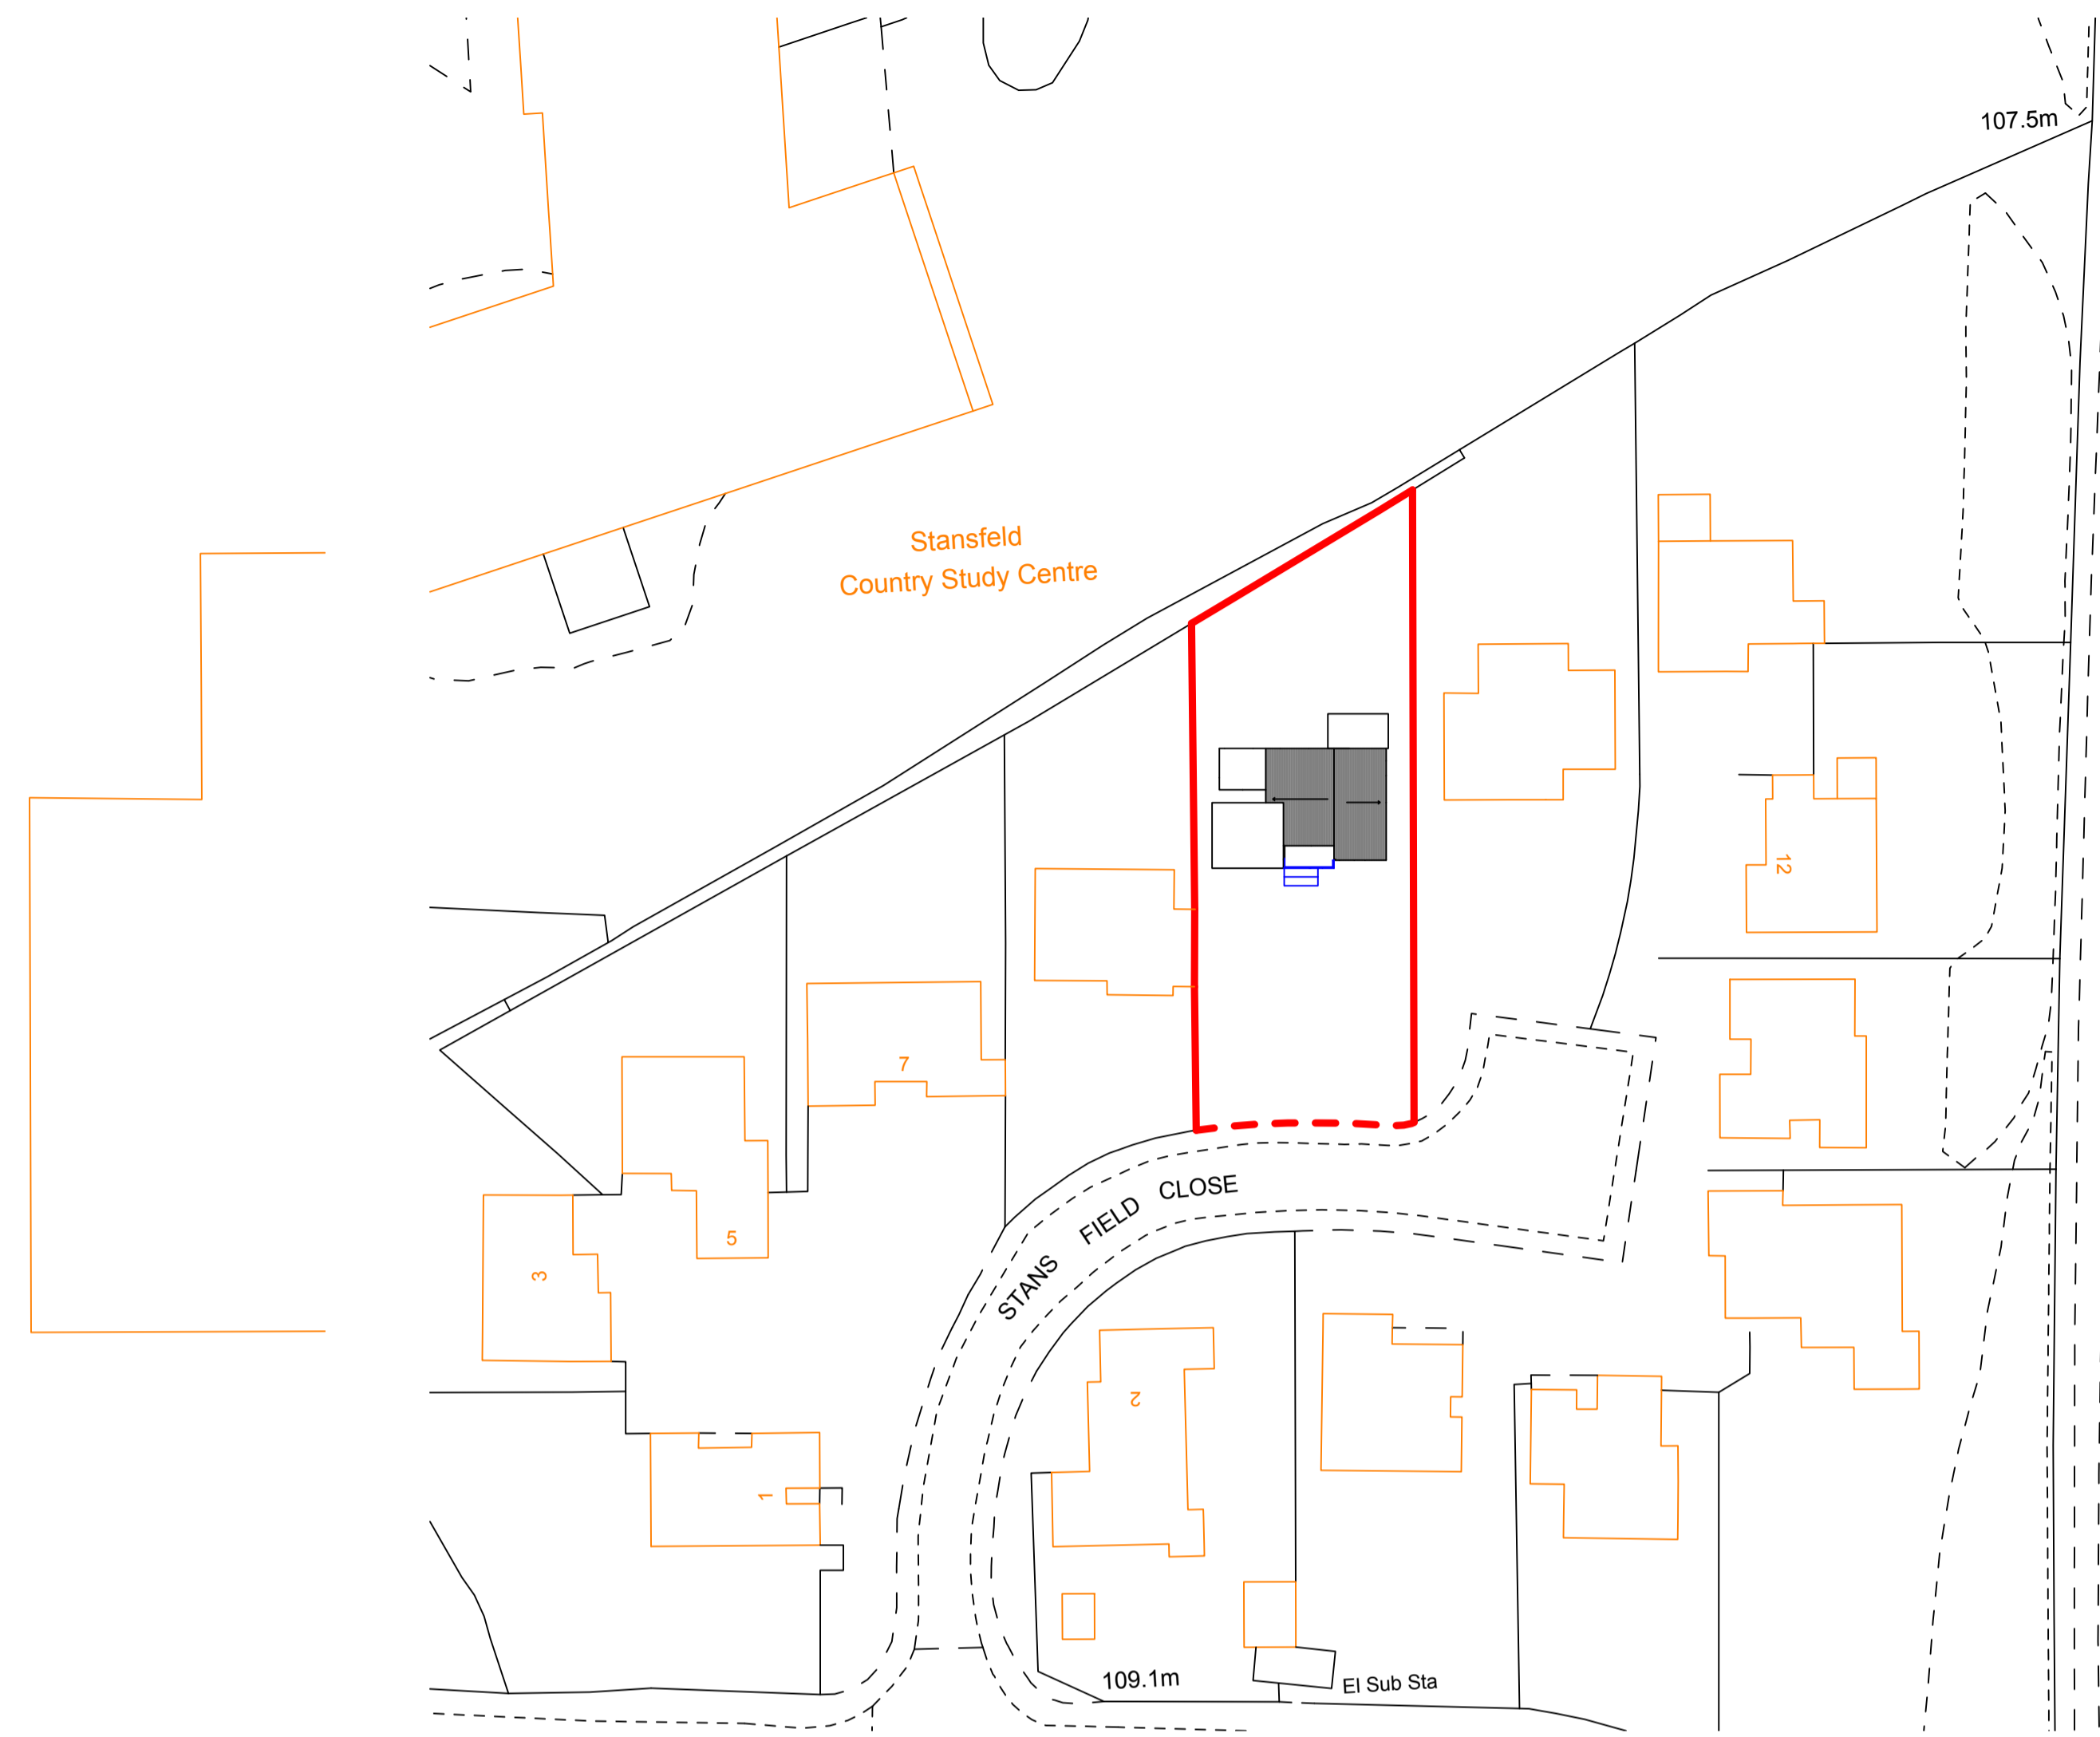 107.5m
Stansfeld
Country Study Centre
12
7
5
3
STANS FIELD CLOSE
2
1
109.1m
El Sub Sta